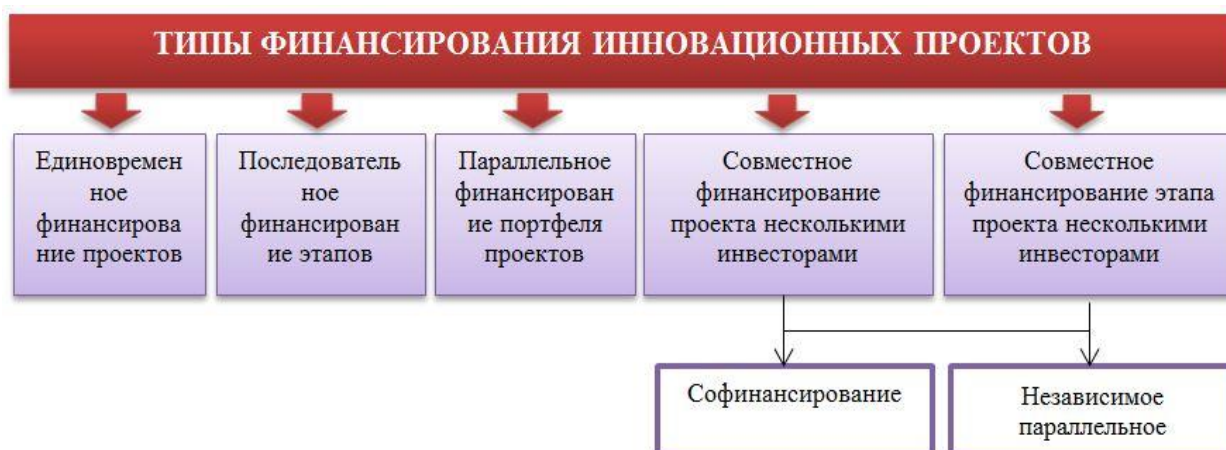 ТИПЫ ФИНАНСИРОВАНИЯ ИННОВАЦИОННЫХ ПРОЕКТОВ
Единовремен
ное
финансирова
ние проектов
Последователь
ное
финансирован
ие этапов
Параллельное
финансирован
ие портфеля
проектов
Совместное
финансирование
проекта несколькими
инвесторами
Совместное
финансирование этапа
проекта несколькими
инвесторами
Софинансирование
Независимое
параллельное